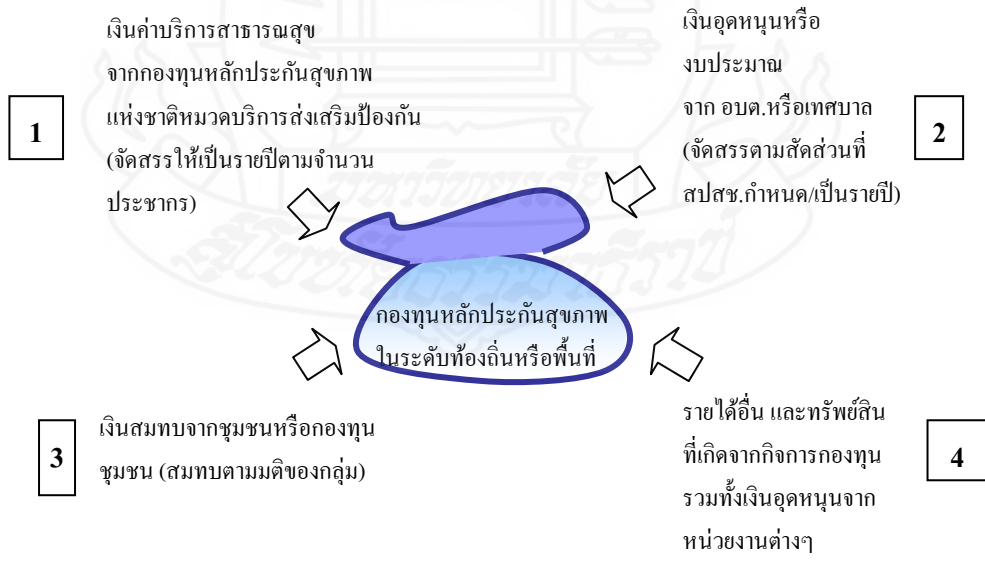 1
เงินค่าบริการสาธารณสุข
จากกองทุนหลักประกันสุขภาพ
แห่งชาติหมวดบริการส่งเสริมป้องกัน
(จัดสรรให้เป็นรายปีตามจำนวน
ประชากร)
เงินอุดหนุนหรือ
งบประมาณ
จาก อบต.หรือเทศบาล
(จัดสรรตามสัดส่วนที่
สปสช.กำหนด/เป็นรายปี)
2
กองทุนหลักประกันสุขภาพ
ในระดับท้องถิ่นหรือพื้นที่
3
เงินสมทบจากชุมชนหรือกองทุน
ชุมชน (สมทบตามมติของกลุ่ม)
รายได้อื่น และทรัพย์สิน
ที่เกิดจากกิจการกองทุน
รวมทั้งเงินอุดหนุนจาก
หน่วยงานต่างๆ
4